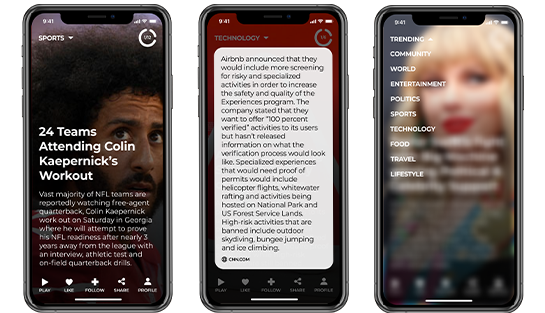 9:41
SPORTS
1/12
24 Teams
Attending Colin
Kaepernick's
Workout
Vast majority of NFL teams are
reportedly watching free-agent
quarterback, Colin Kaepernick
work out on Saturday in Georgia
where he will attempt to prove
his NFL readiness after nearly 3
years away from the league with
an interview, athletic test and
on-field quarterback drills.
PLAY LIKE FOLLOW SHARE PROFILE
9:41
TECHNOLOGY
Airbnb announced that they
would include more screening
for risky and specialized
activities in order to increase
the safety and quality of the
Experiences program. The
company stated that they
want to offer "100 percent
verified" activities to its users
but hasn't released
information on what the
verification process would look
like. Specialized experiences
that would need proof of
permits would include
helicopter flights, whitewater
rafting and activities being
hosted on National Park and
US Forest Service Lands.
High-risk activities that are
banned include outdoor
skydiving, bungee jumping
and ice climbing.
CNN.COM
PLAY LIKE FOLLOW SHARE PROFILE
9:41
TRENDING
COMMUNITY
WORLD
ENTERTAINMENT
POLITICS
SPORTS
TECHNOLOGY
FOOD
TRAVEL
LIFESTYLE